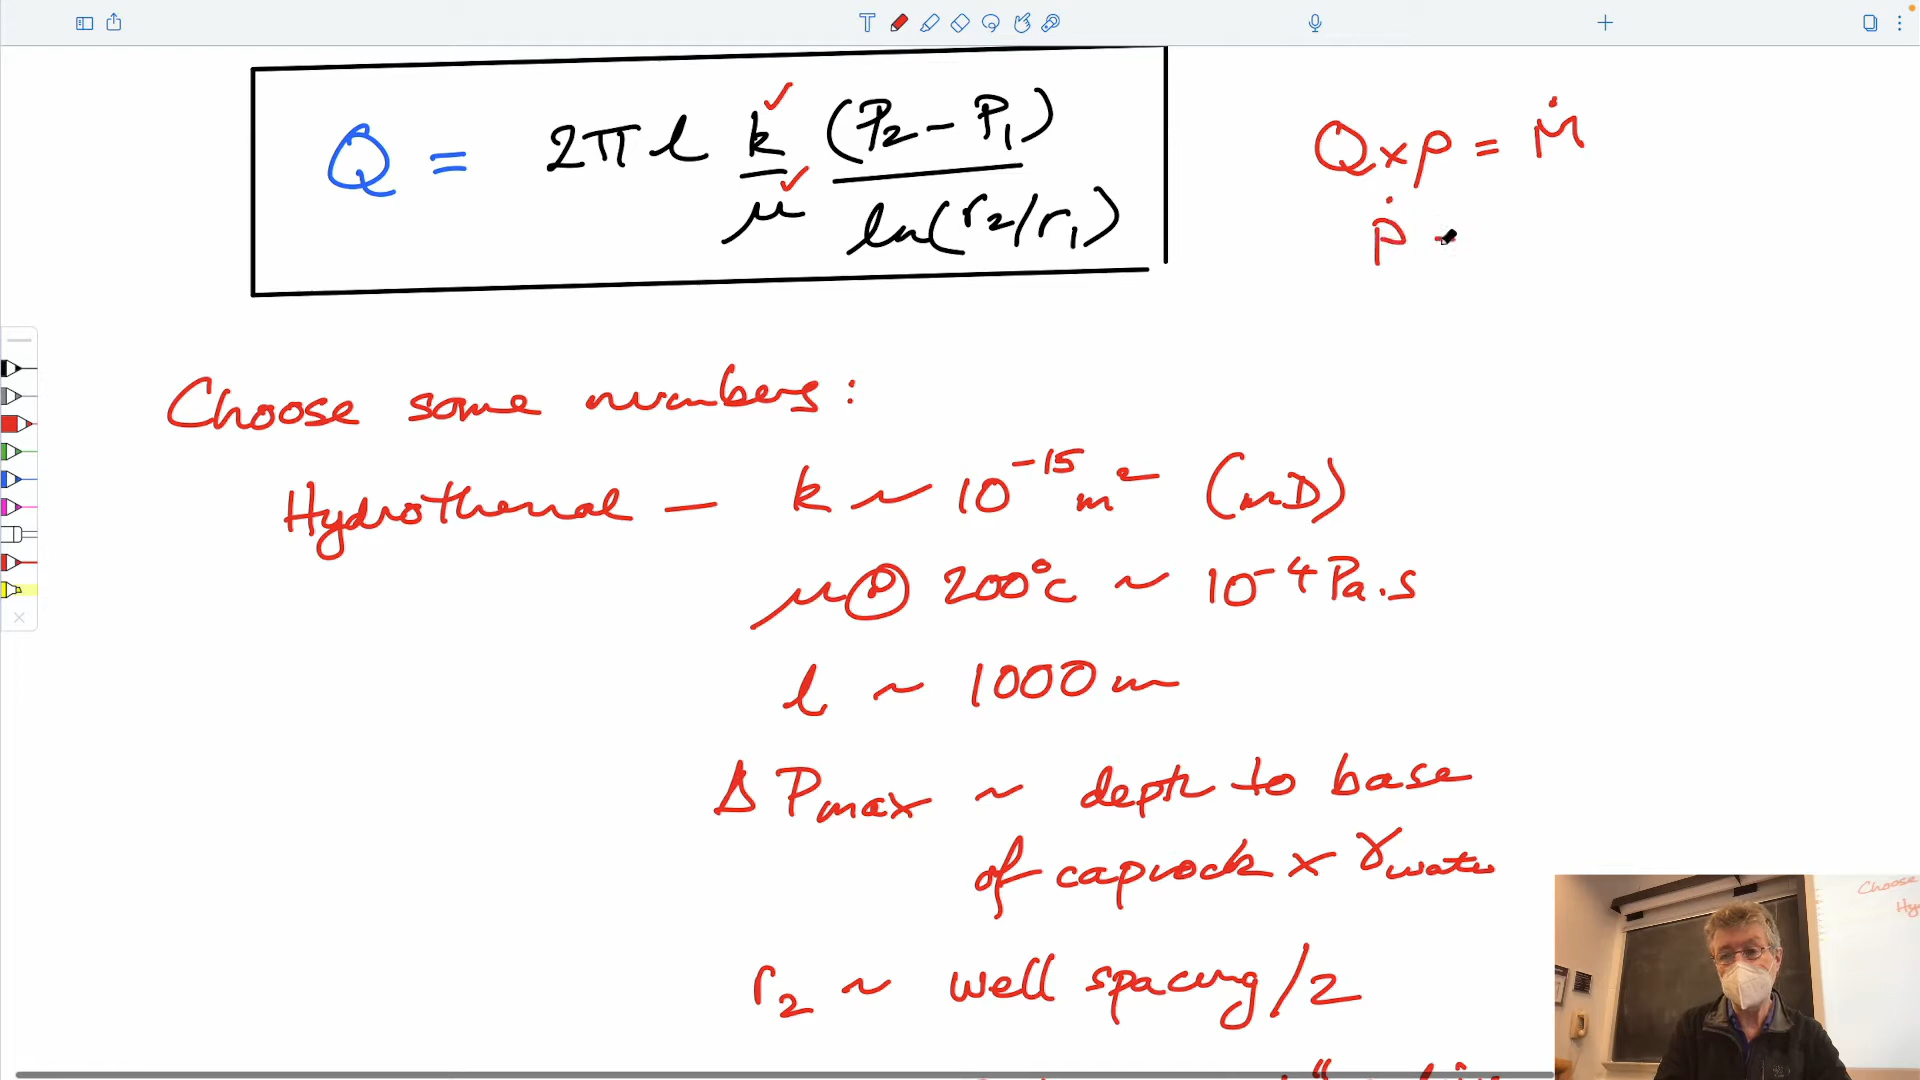 Q = 2πl k/μ (P₂ - P₁)/ln(r₂/r₁)
Q x ρ = Ṁ
Ṗ -
Choose some numbers:
Hydrothermal — k ~ 10⁻¹⁵ m² (mD)
μ @ 200°C ~ 10⁻⁴ Pa.s
l ~ 1000 m
ΔPmax ~ depth to base
of caprock x γwater
r₂ ~ well spacing/2
Choose
Hy